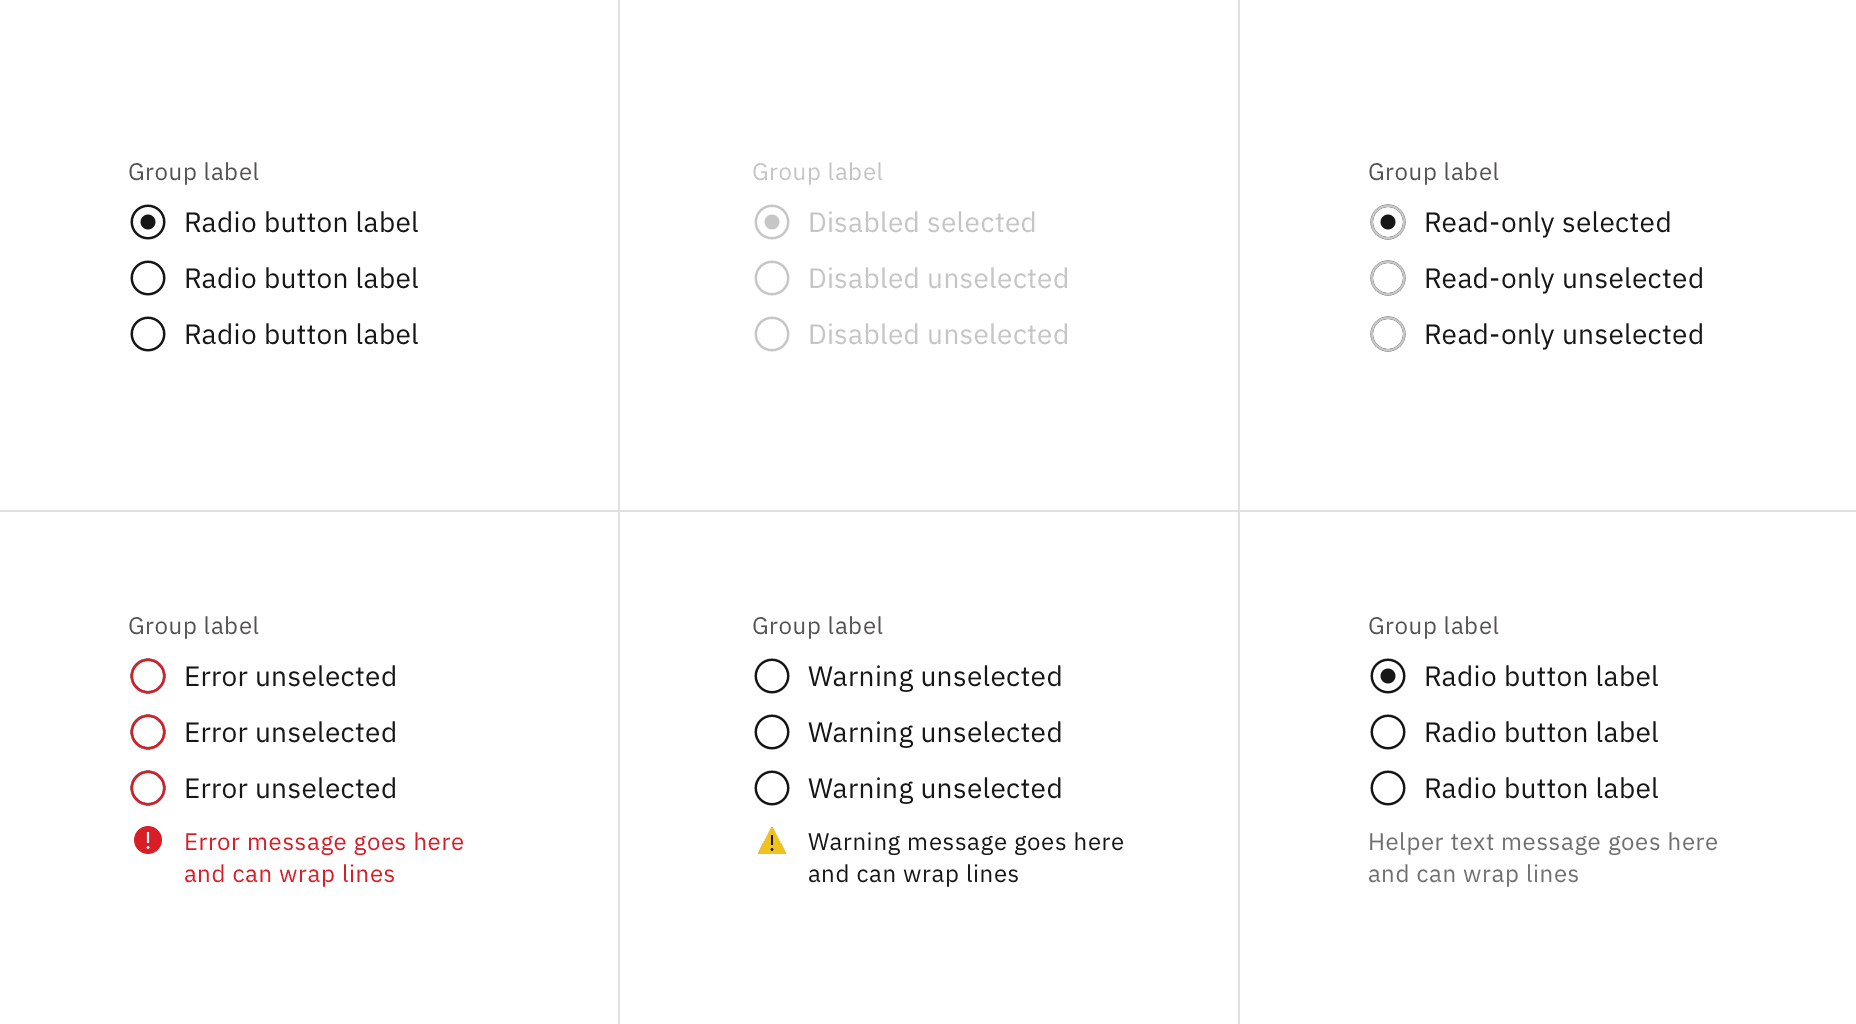 Group label
Radio button label
Radio button label
Radio button label
Group label
Disabled selected
Disabled unselected
Disabled unselected
Group label
Read-only selected
Read-only unselected
Read-only unselected
Group label
Error unselected
Error unselected
Error unselected
Error message goes here
and can wrap lines
Group label
Warning unselected
Warning unselected
Warning unselected
Warning message goes here
and can wrap lines
Group label
Radio button label
Radio button label
Radio button label
Helper text message goes here
and can wrap lines